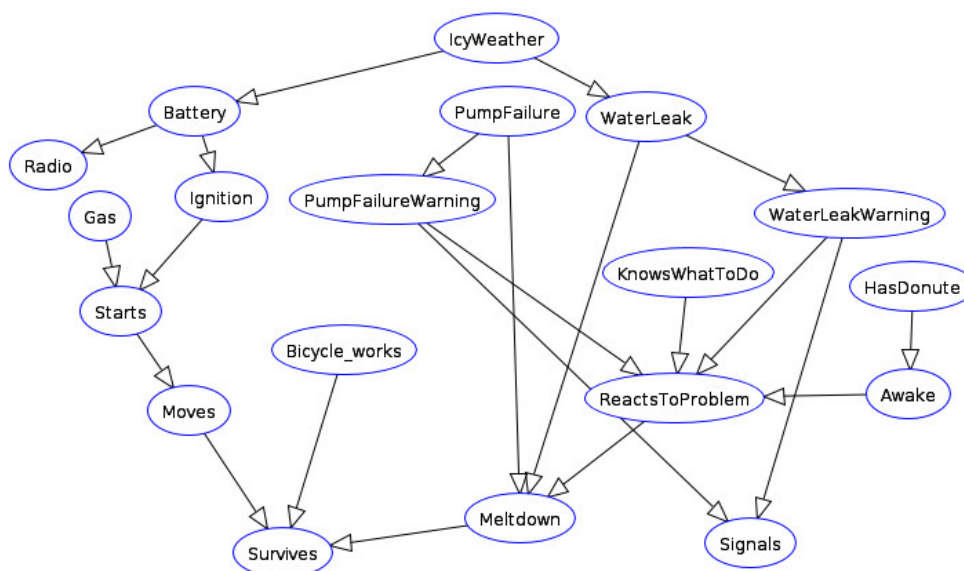 IcyWeather
Battery
PumpFailure
WaterLeak
Radio
Ignition
PumpFailureWarning
Gas
WaterLeakWarning
KnowsWhatToDo
HasDonute
Starts
Bicycle_works
ReactsToProblem
Awake
Moves
Meltdown
Signals
Survives